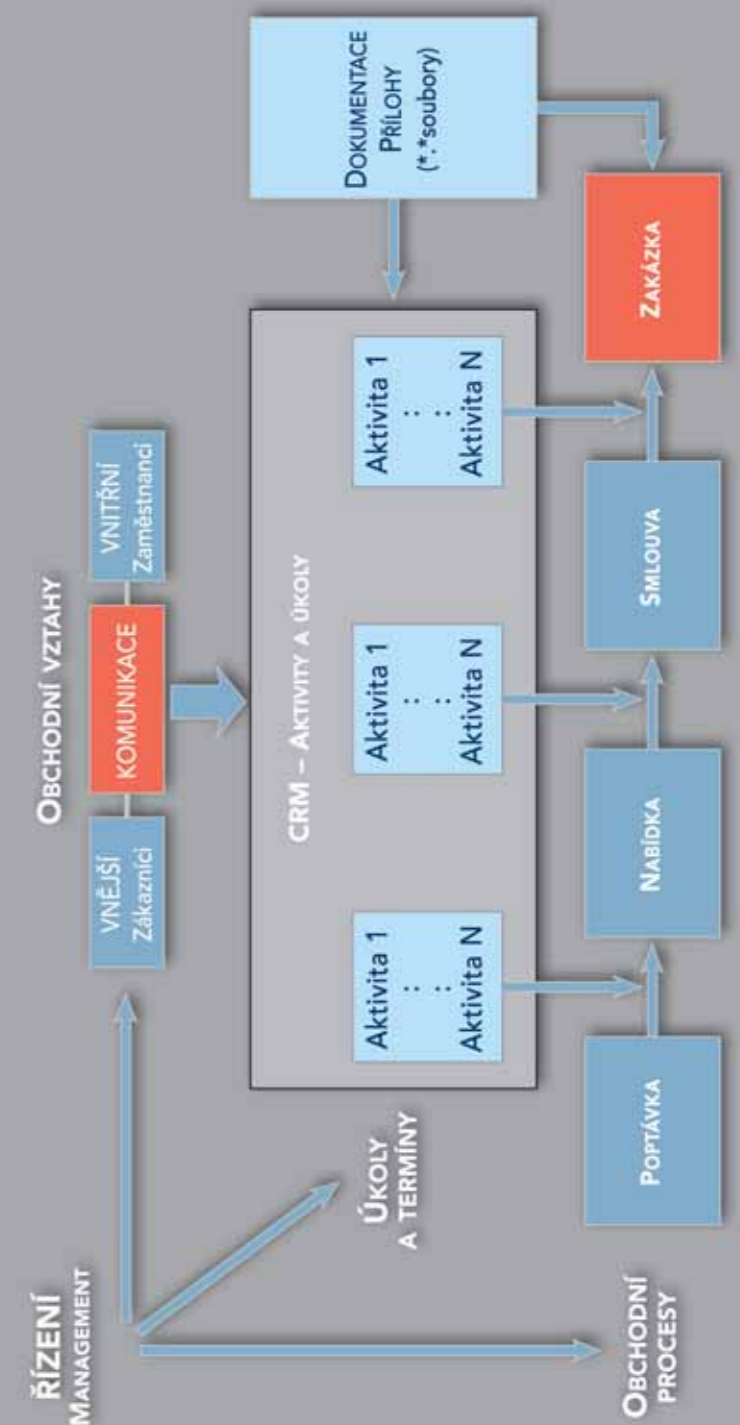 ŘÍZENÍ
MANAGEMENT
OBCHODNÍ VZTAHY
VNĚJŠÍ
Zákazníci
KOMUNIKACE
VNITŘNÍ
Zaměstnanci
ÚKOLY
A TERMÍNY
CRM – AKTIVITY A ÚKOLY
Aktivita 1
: :
Aktivita N
Aktivita 1
: :
Aktivita N
Aktivita 1
: :
Aktivita N
DOKUMENTACE
PŘÍLOHY
(*.*soubory)
OBCHODNÍ
PROCESY
POPTÁVKA
NABÍDKA
SMLOUVA
ZAKÁZKA